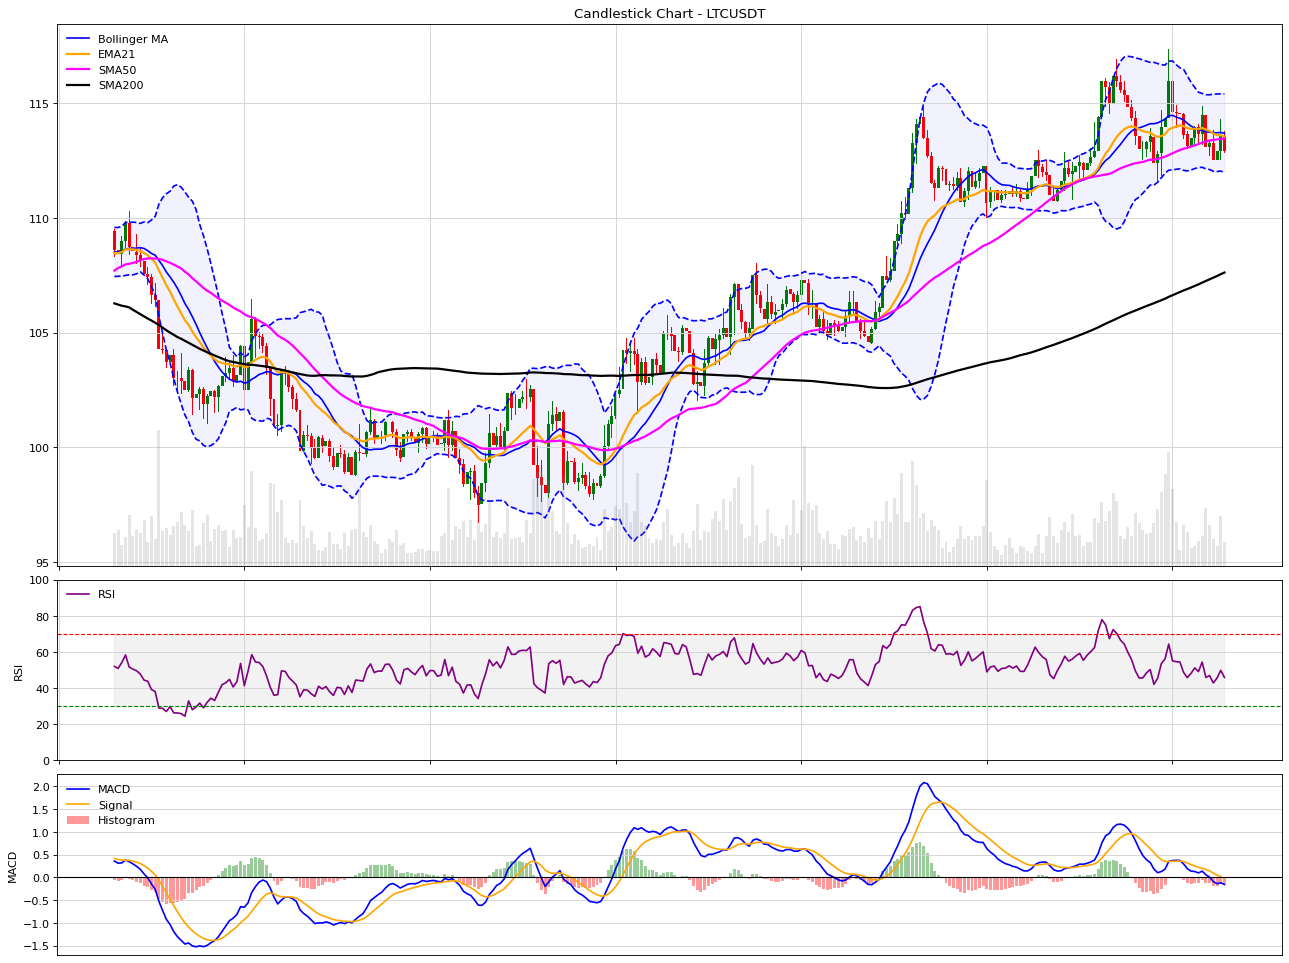 Candlestick Chart - LTCUSDT
Bollinger MA
EMA21
SMA50
SMA200
115
110
105
100
95
100
RSI
80
60
40
20
0
RSI
MACD
Signal
Histogram
2.0
1.5
1.0
0.5
0.0
−0.5
−1.0
−1.5
MACD